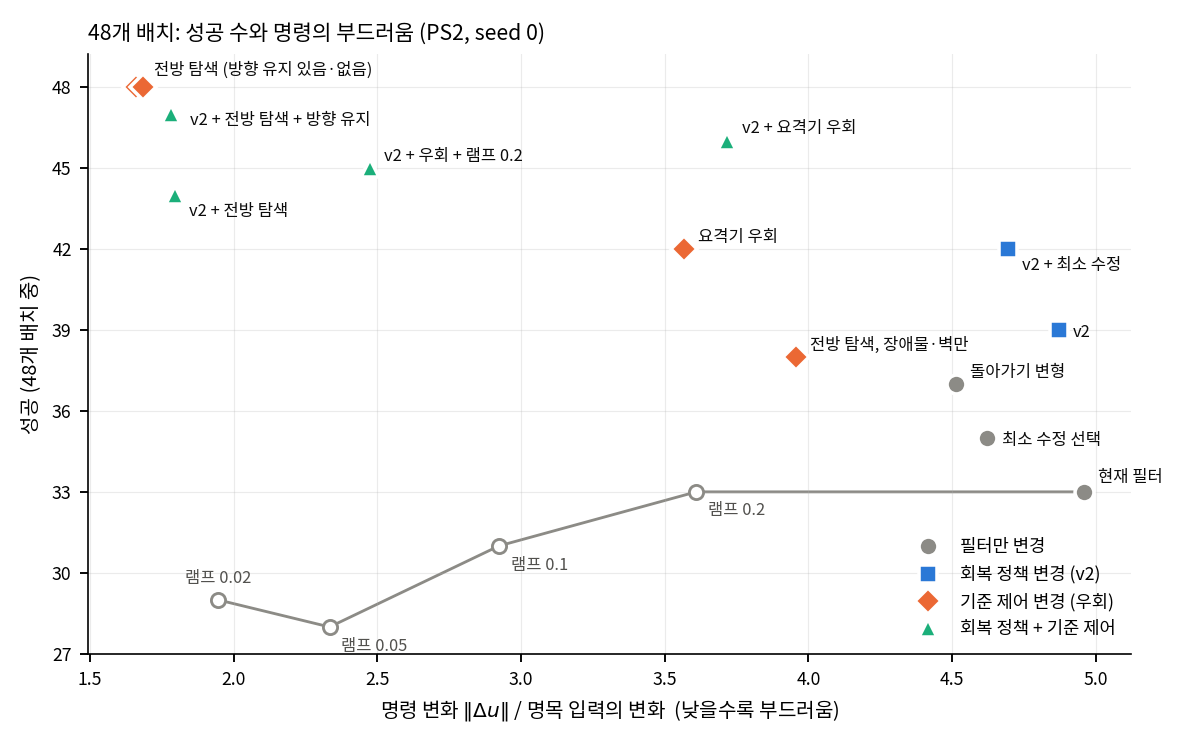 48개 배치: 성공 수와 명령의 부드러움 (PS2, seed 0)
전방 탐색 (방향 유지 있음·없음)
v2 + 전방 탐색 + 방향 유지
v2 + 요격기 우회
v2 + 우회 + 램프 0.2
v2 + 전방 탐색
요격기 우회
v2 + 최소 수정
v2
전방 탐색, 장애물·벽만
돌아가기 변형
최소 수정 선택
현재 필터
램프 0.2
램프 0.1
램프 0.02
램프 0.05
필터만 변경
회복 정책 변경 (v2)
기준 제어 변경 (우회)
회복 정책 + 기준 제어
성공 (48개 배치 중)
48
45
42
39
36
33
30
27
1.5 2.0 2.5 3.0 3.5 4.0 4.5 5.0
명령 변화 ‖Δu‖ / 명목 입력의 변화 (낮을수록 부드러움)